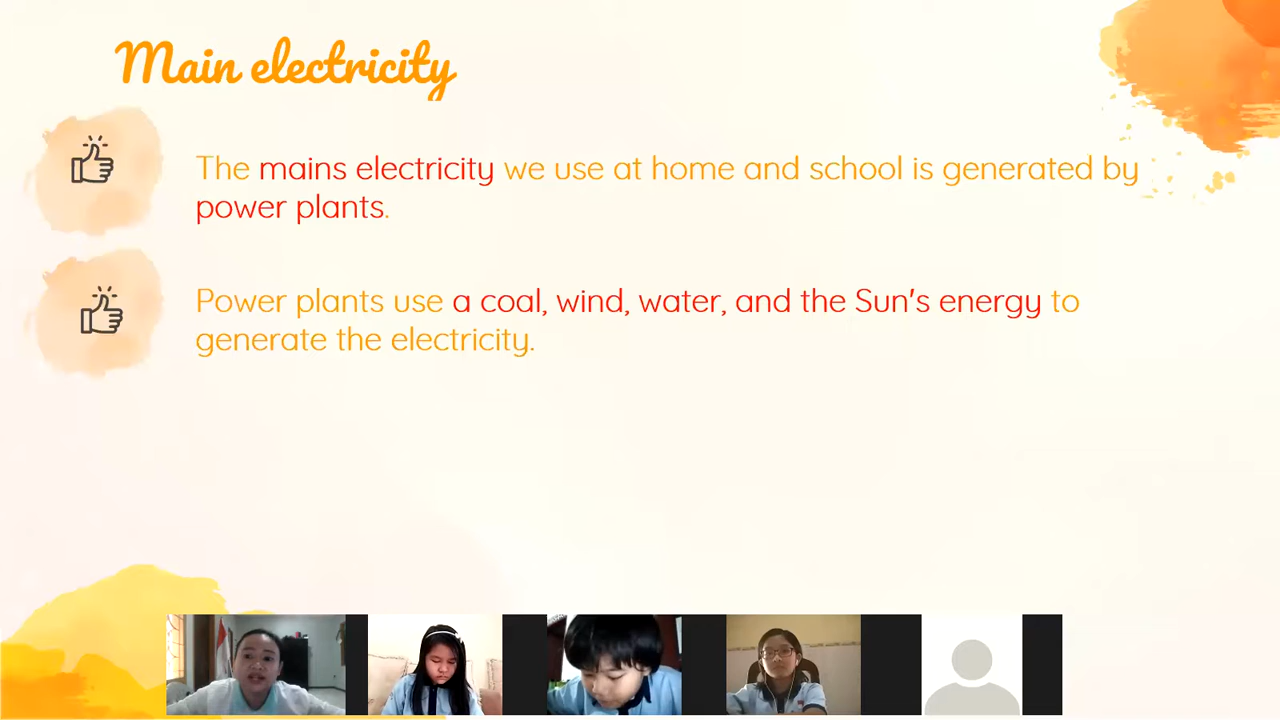 Main electricity
The mains electricity we use at home and school is generated by
power plants.
Power plants use a coal, wind, water, and the Sun's energy to
generate the electricity.